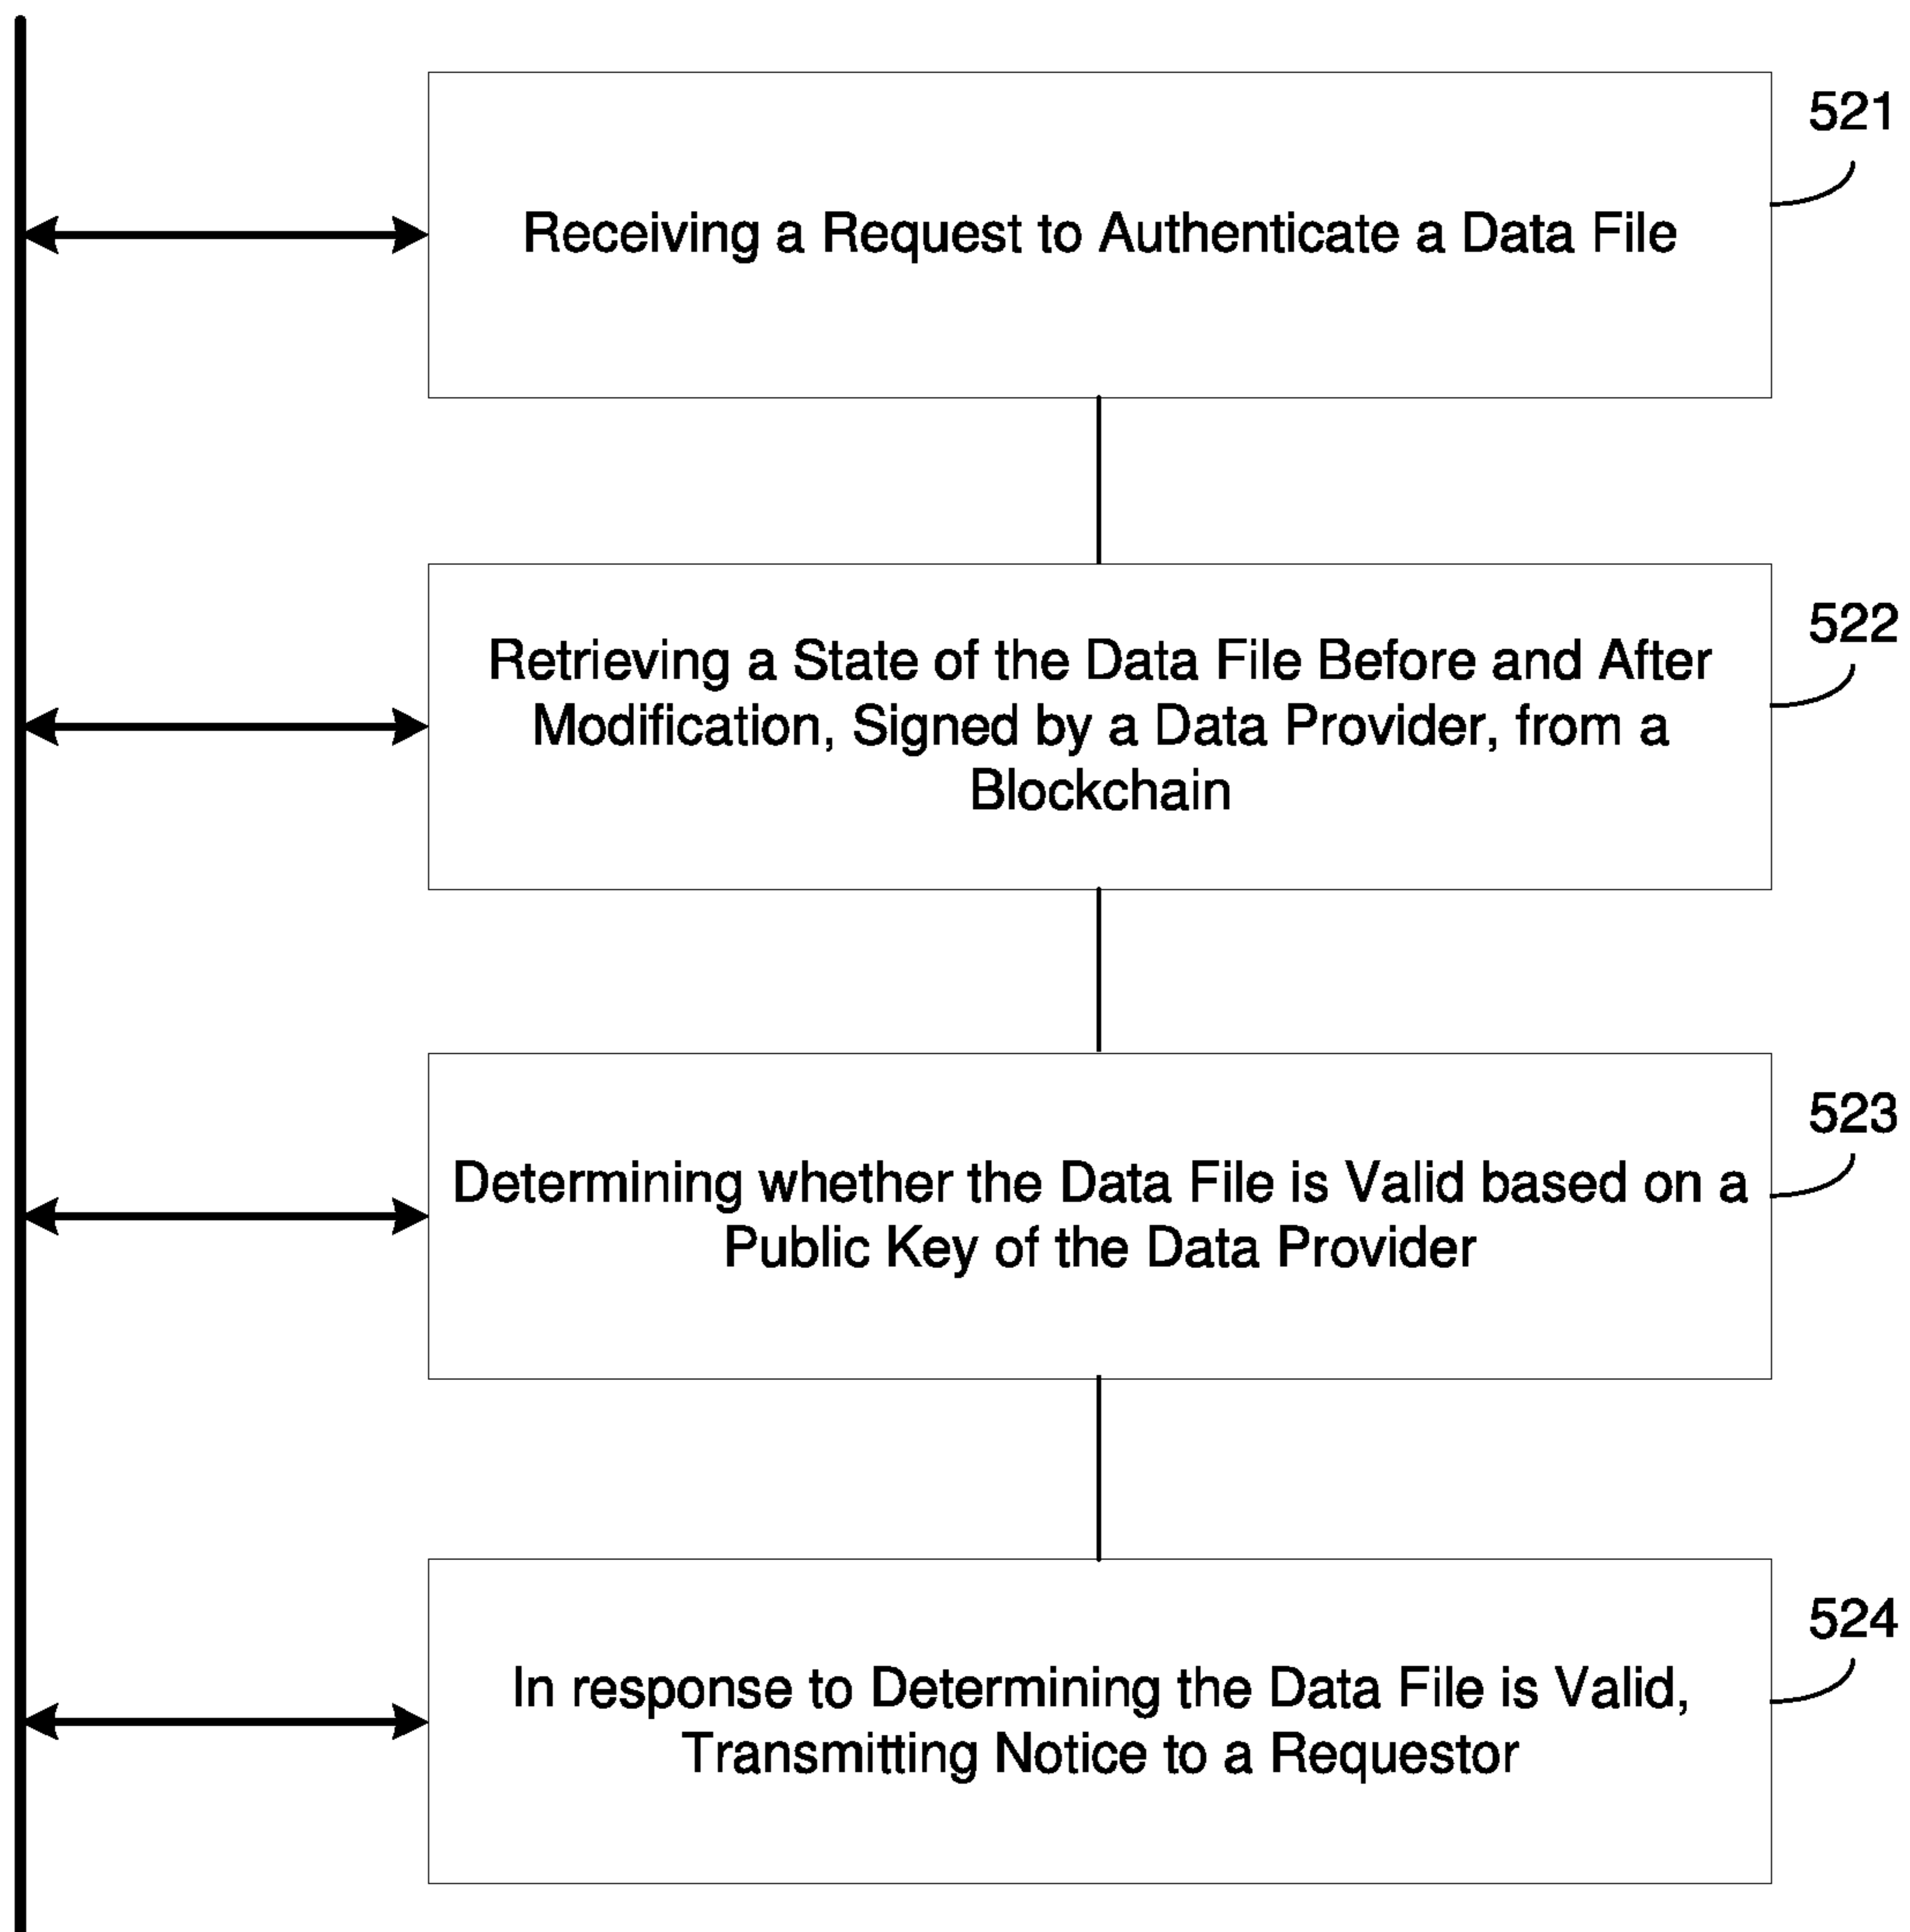 521
Receiving a Request to Authenticate a Data File
522
Retrieving a State of the Data File Before and After
Modification, Signed by a Data Provider, from a
Blockchain
523
Determining whether the Data File is Valid based on a
Public Key of the Data Provider
524
In response to Determining the Data File is Valid,
Transmitting Notice to a Requestor